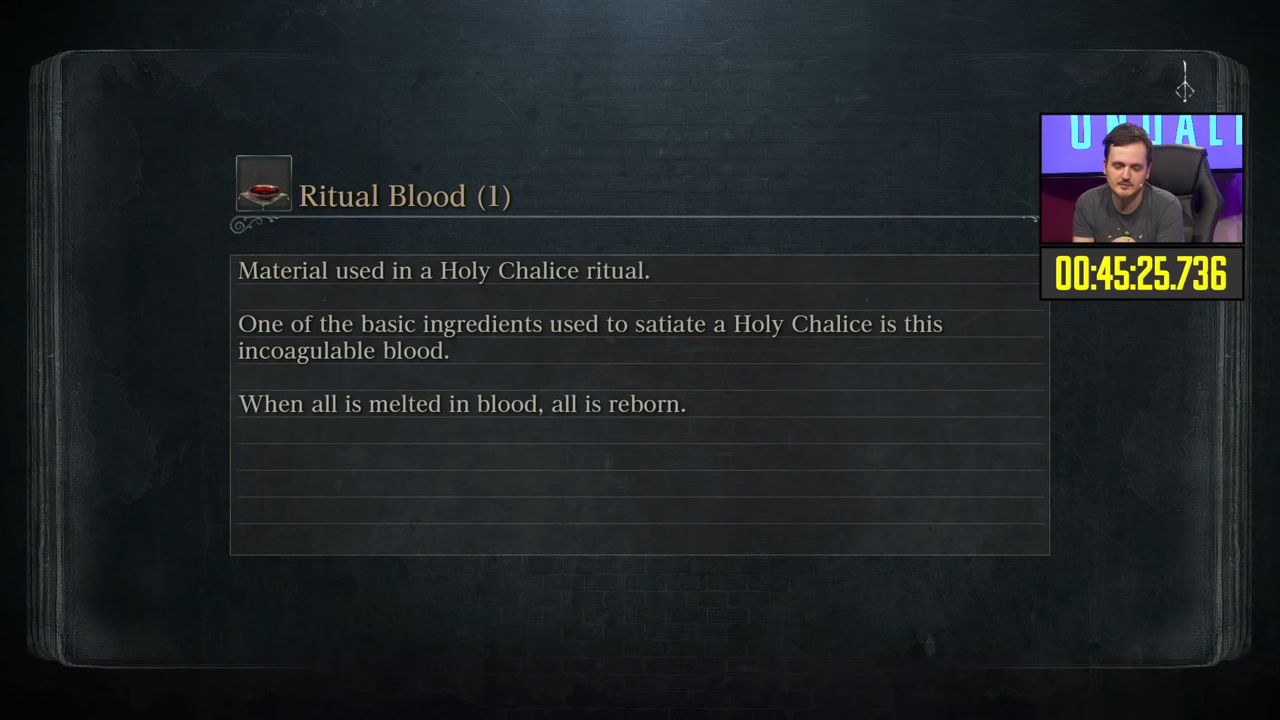 Ritual Blood (1)
Material used in a Holy Chalice ritual.
One of the basic ingredients used to satiate a Holy Chalice is this
incoagulable blood.
When all is melted in blood, all is reborn.
00:45:25.736